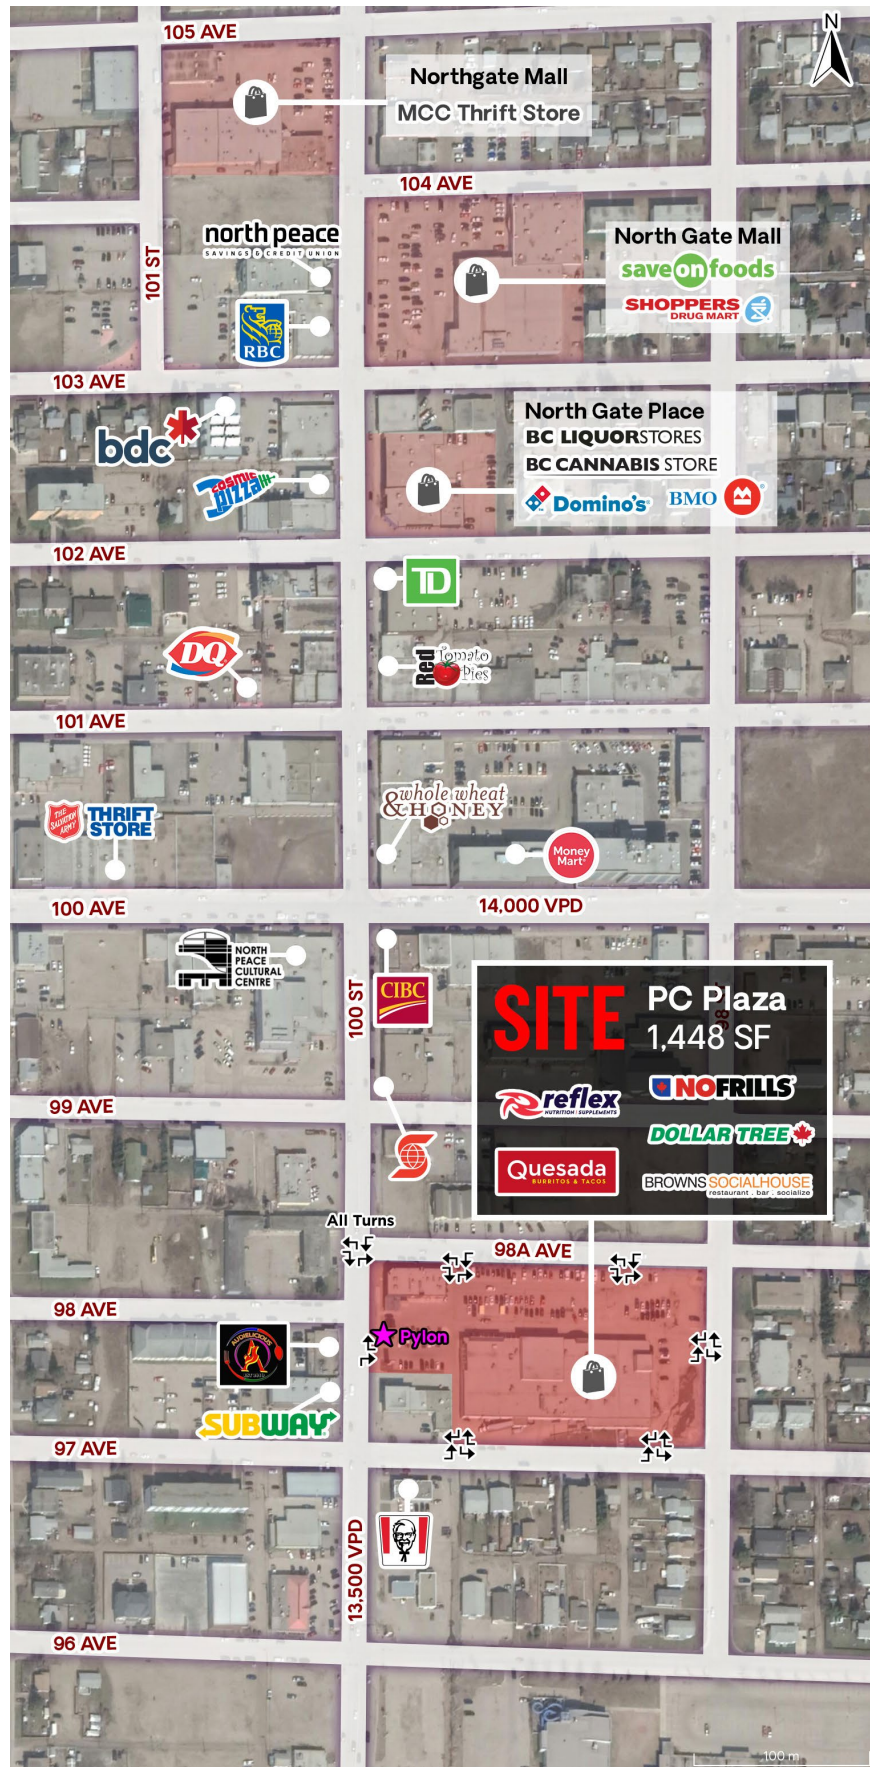 105 AVE
N
Northgate Mall
MCC Thrift Store
104 AVE
north peace
SAVINGS & CREDIT UNION
101 ST
RBC
North Gate Mall
save on foods
SHOPPERS
DRUG MART
103 AVE
bdc
COSMIC
pizza
North Gate Place
BC LIQUORSTORES
BC CANNABIS STORE
Domino's
BMO
102 AVE
TD
DQ
Red
Tomato
Pies
101 AVE
THE
SALVATION
ARMY
THRIFT
STORE
whole wheat
& HONEY
Money
Mart
100 AVE
14,000 VPD
NORTH
PEACE
CULTURAL
CENTRE
100 ST
CIBC
SITE
PC Plaza
1,448 SF
reflex
NUTRITION | SUPPLEMENTS
NOFRILLS
DOLLAR TREE
Quesada
BURRITOS & TACOS
BROWNS SOCIALHOUSE
restaurant . bar . socialize
99 AVE
All Turns
98A AVE
98 AVE
AUDIELICIOUS
Pylon
SUBWAY
97 AVE
13,500 VPD
96 AVE
100 m